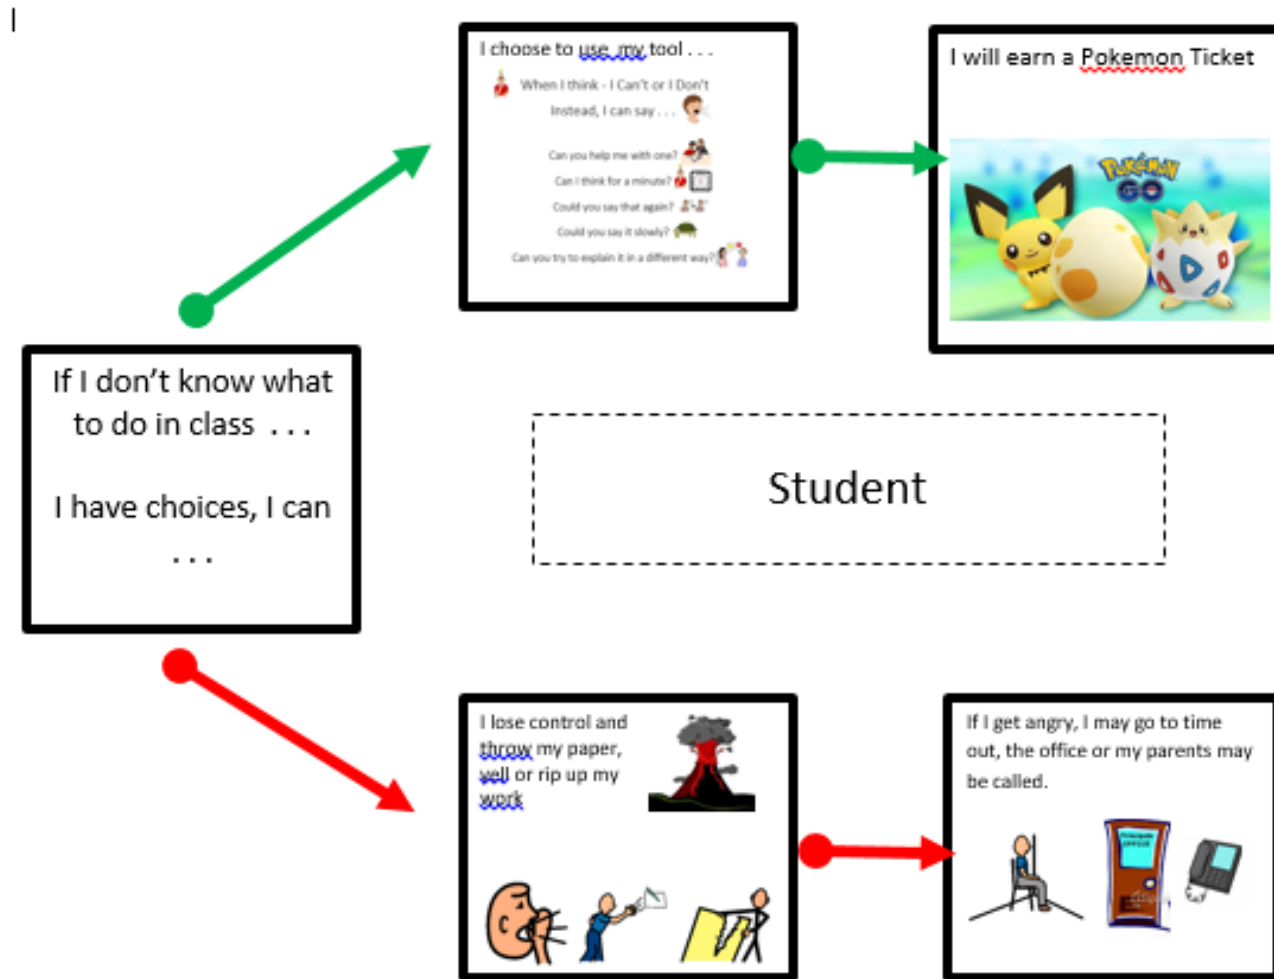 I choose to use my tool . . .
When I think - I Can't or I Don't
Instead, I can say . . .
Can you help me with one?
Can I think for a minute?
Could you say that again?
Could you say it slowly?
Can you try to explain it in a different way?
I will earn a Pokemon Ticket
POKÉMON
GO
If I don't know what
to do in class . . .
I have choices, I can
. . .
Student
I lose control and
throw my paper,
yell or rip up my
work
If I get angry, I may go to time
out, the office or my parents may
be called.
OFFICE